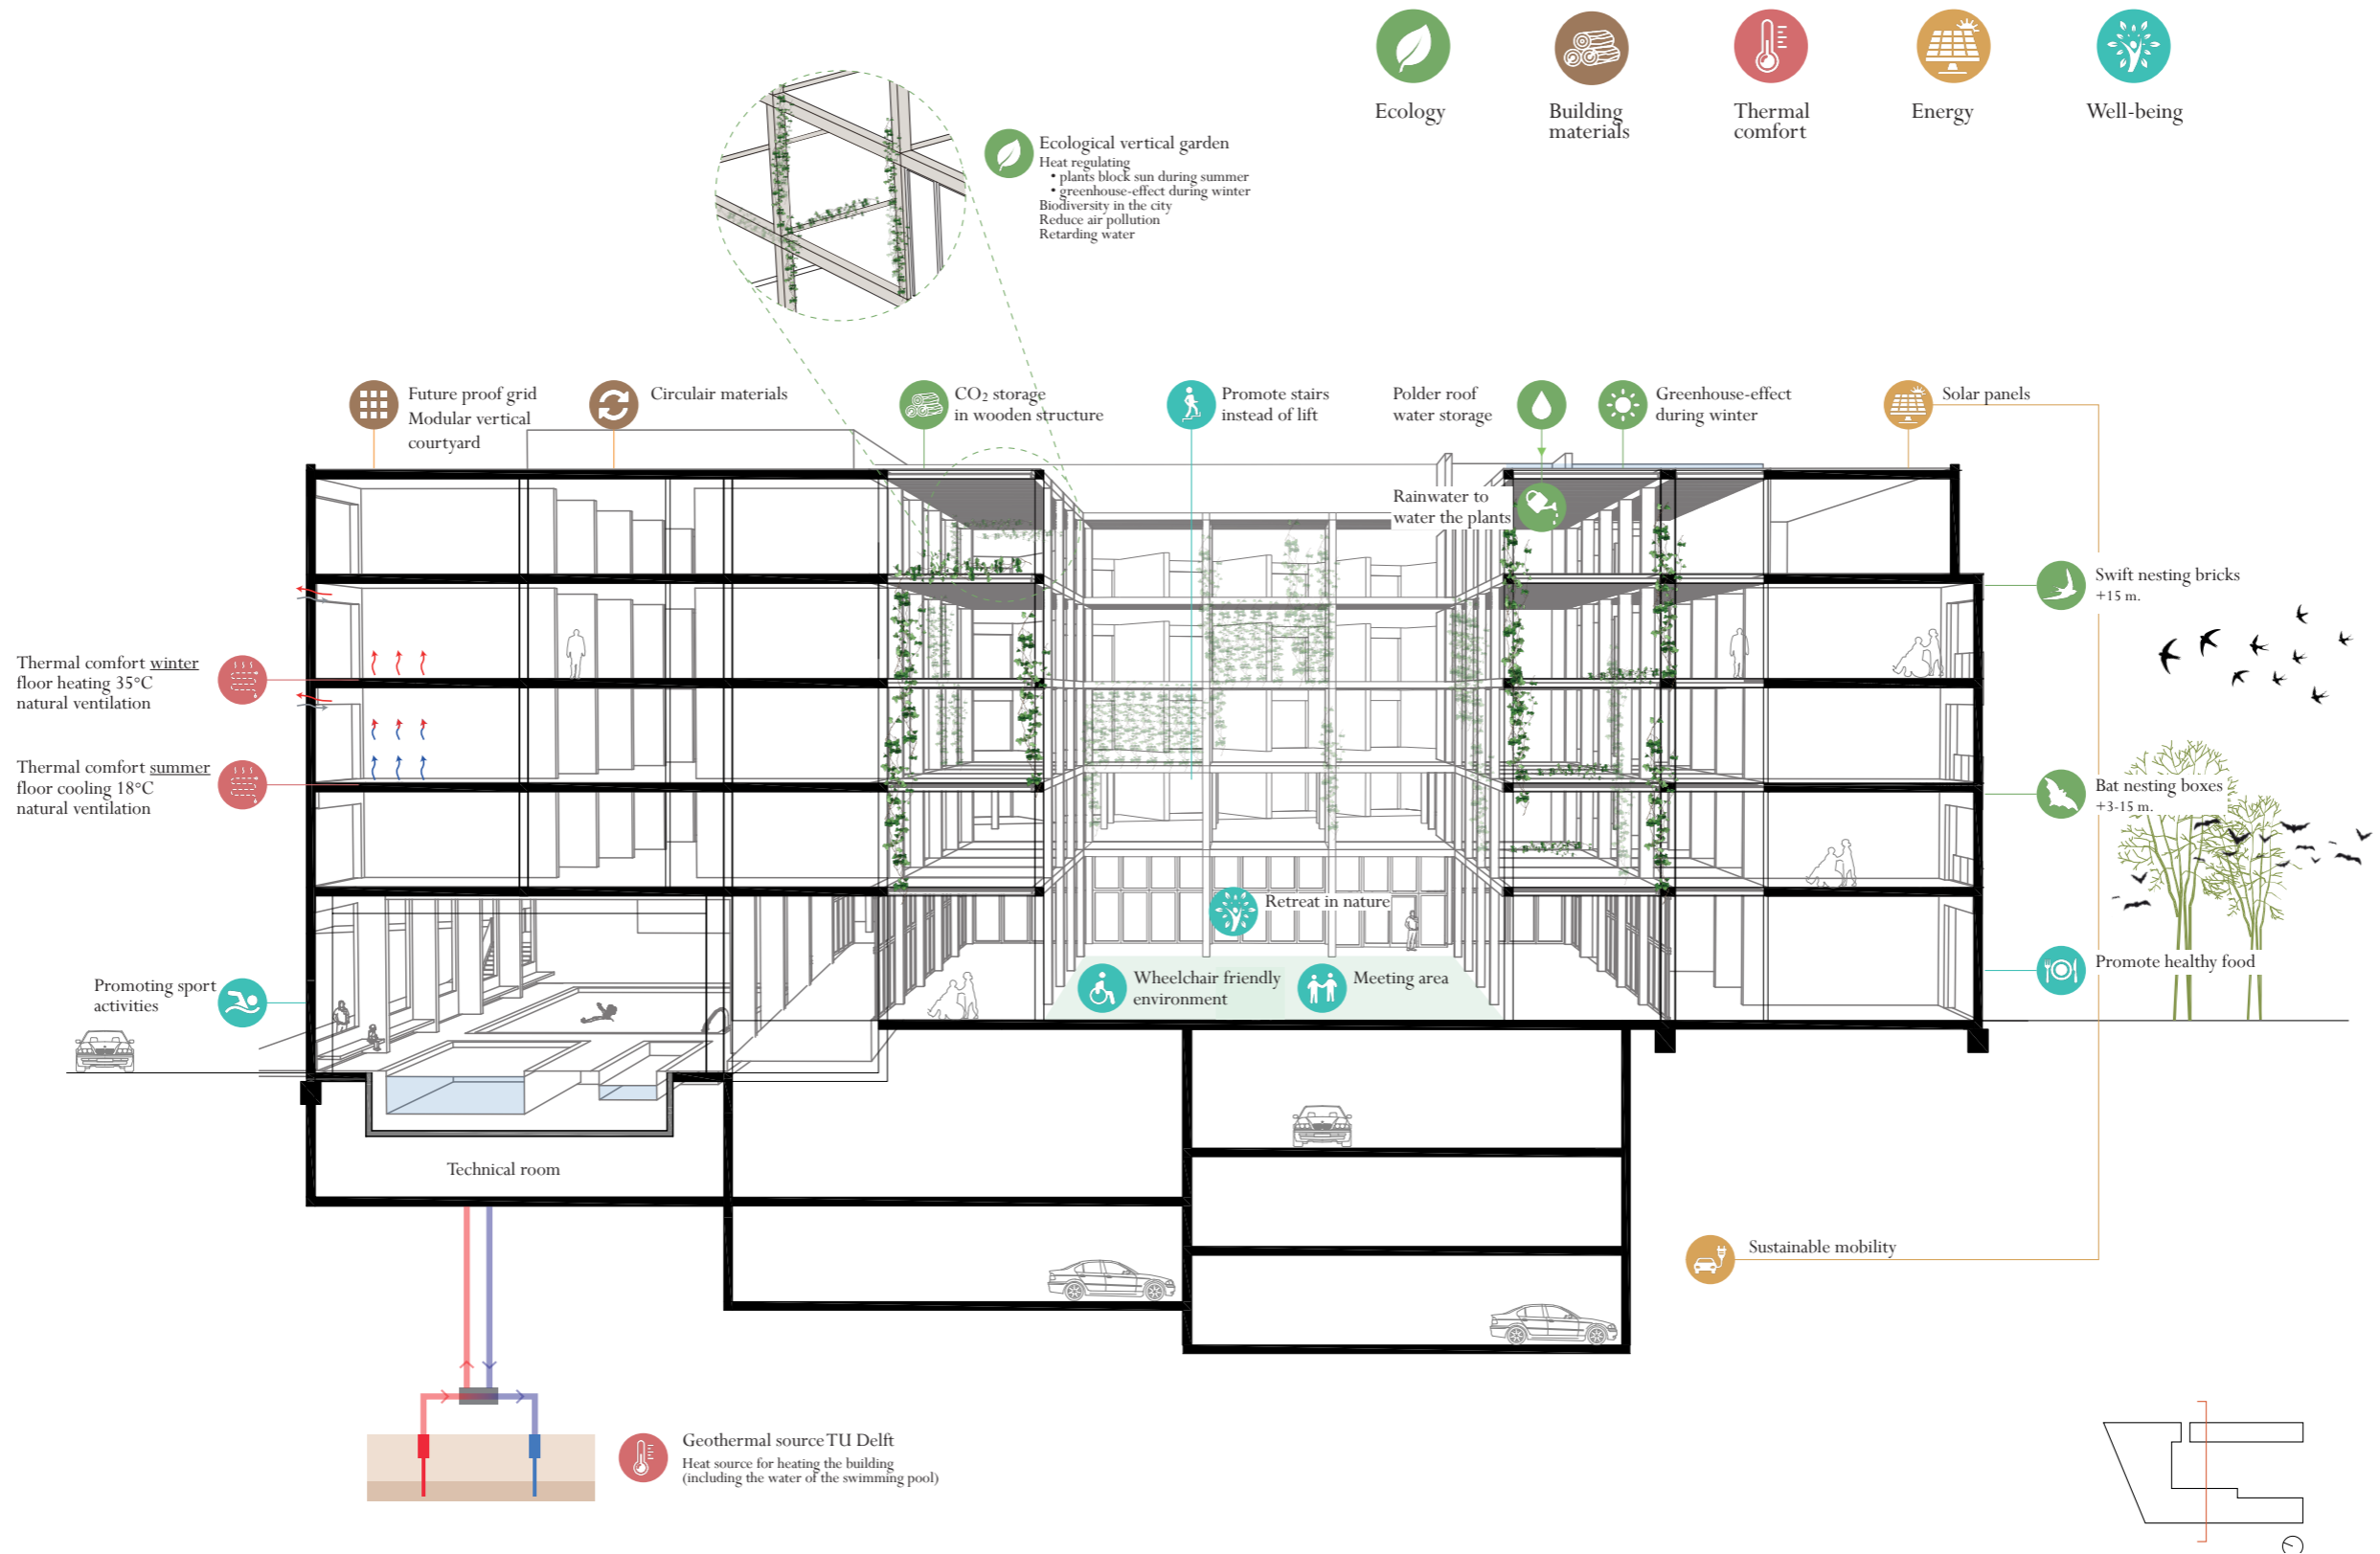 Ecology
Building
materials
Thermal
comfort
Energy
Well-being
Ecological vertical garden
Heat regulating
• plants block sun during summer
• greenhouse-effect during winter
Biodiversity in the city
Reduce air pollution
Retarding water
Future proof grid
Modular vertical
courtyard
Circulair materials
CO₂ storage
in wooden structure
Promote stairs
instead of lift
Polder roof
water storage
Greenhouse-effect
during winter
Solar panels
Rainwater to
water the plants
Swift nesting bricks
+15 m.
Thermal comfort winter
floor heating 35°C
natural ventilation
Thermal comfort summer
floor cooling 18°C
natural ventilation
Bat nesting boxes
+3-15 m.
Retreat in nature
Promoting sport
activities
Wheelchair friendly
environment
Meeting area
Promote healthy food
Technical room
Sustainable mobility
Geothermal source TU Delft
Heat source for heating the building
(including the water of the swimming pool)